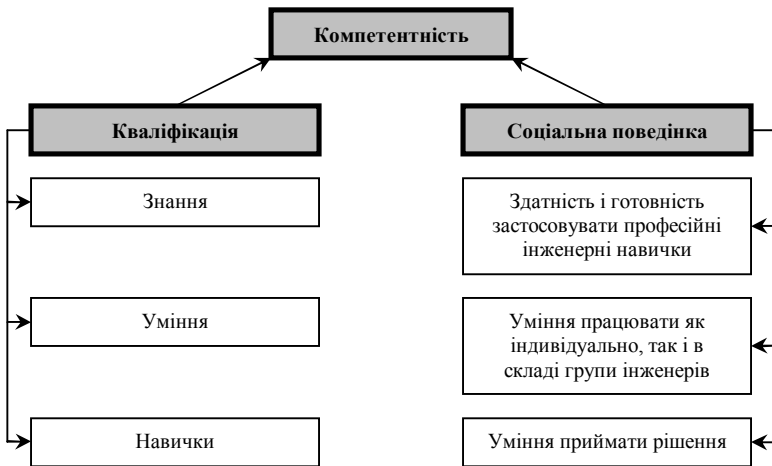 Компетентність
Кваліфікація
Соціальна поведінка
Знання
Здатність і готовність
застосовувати професійні
інженерні навички
Уміння
Уміння працювати як
індивідуально, так і в
складі групи інженерів
Навички
Уміння приймати рішення